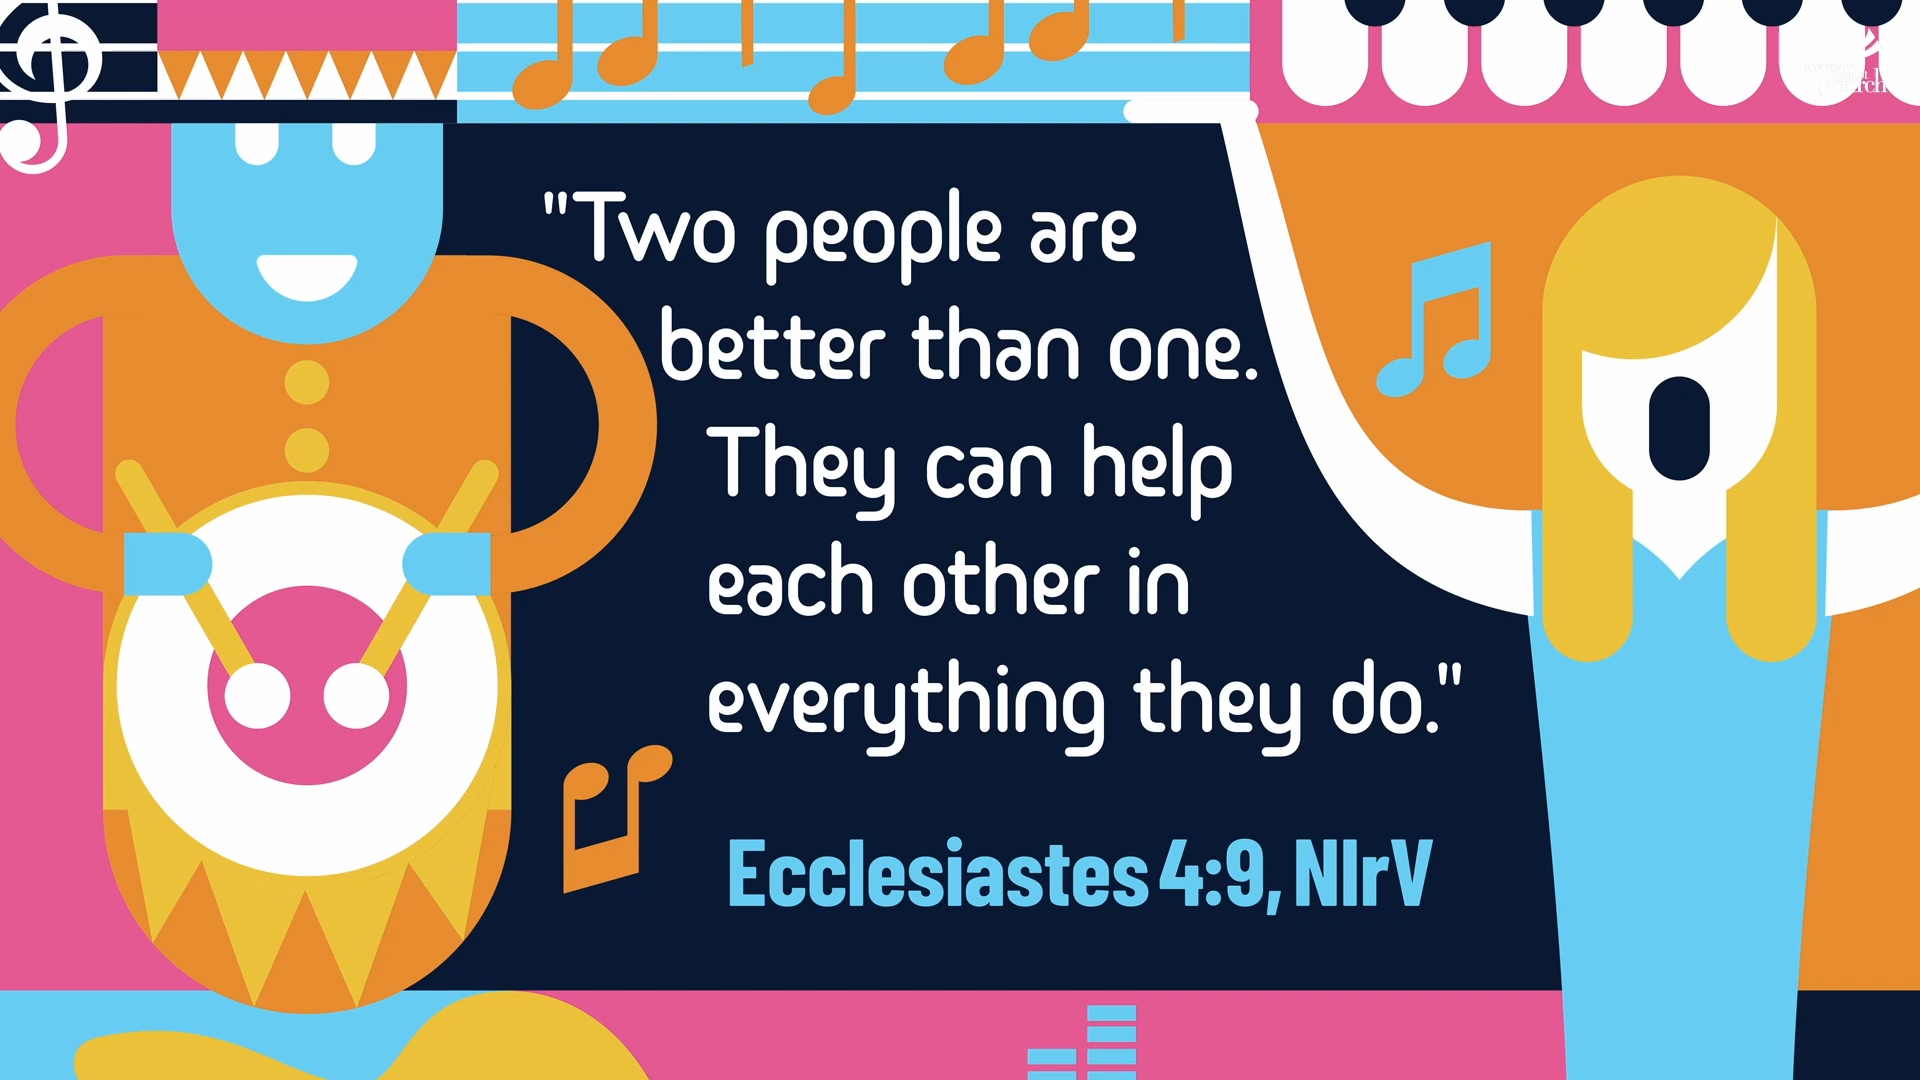 "Two people are
better than one.
They can help
each other in
everything they do."
Ecclesiastes 4:9, NIrV
church